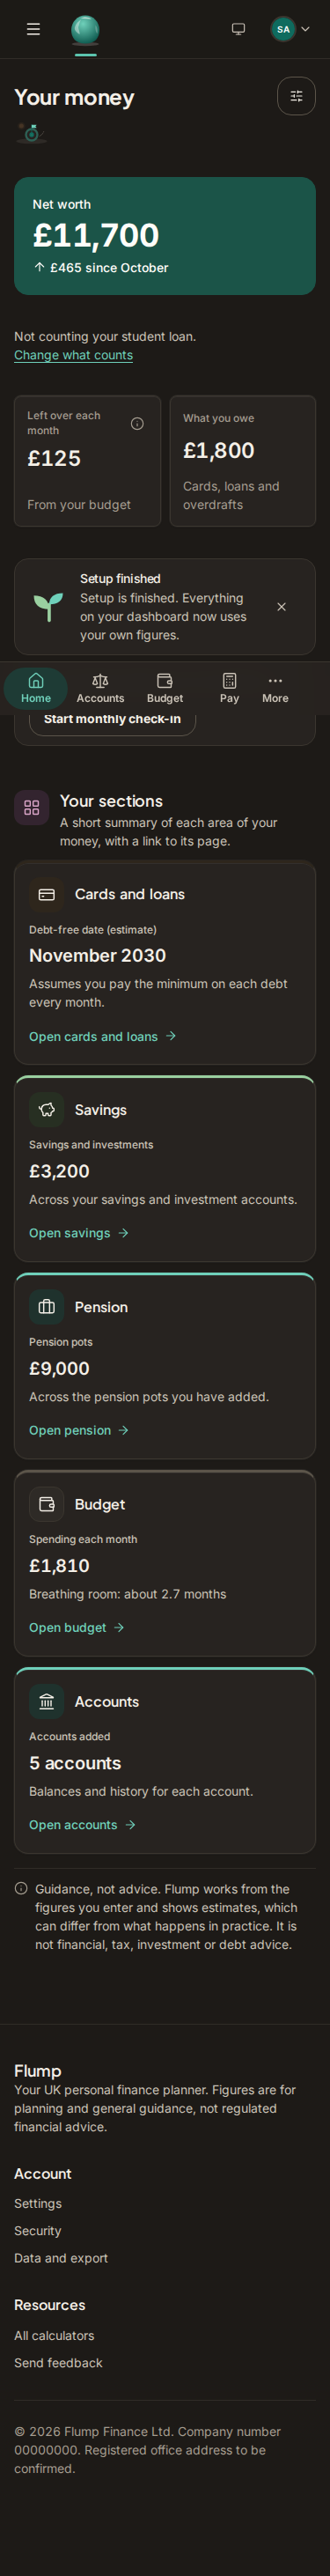 SA
Your money
Net worth
£11,700
↑ £465 since October
Not counting your student loan.
Change what counts
Left over each
month
£125
From your budget
What you owe
£1,800
Cards, loans and
overdrafts
Setup finished
Setup is finished. Everything
on your dashboard now uses
your own figures.
Home
Accounts
Budget
Pay
More
Start monthly check-in
Your sections
A short summary of each area of your
money, with a link to its page.
Cards and loans
Debt-free date (estimate)
November 2030
Assumes you pay the minimum on each debt
every month.
Open cards and loans →
Savings
Savings and investments
£3,200
Across your savings and investment accounts.
Open savings →
Pension
Pension pots
£9,000
Across the pension pots you have added.
Open pension →
Budget
Spending each month
£1,810
Breathing room: about 2.7 months
Open budget →
Accounts
Accounts added
5 accounts
Balances and history for each account.
Open accounts →
Guidance, not advice. Flump works from the
figures you enter and shows estimates, which
can differ from what happens in practice. It is
not financial, tax, investment or debt advice.
Flump
Your UK personal finance planner. Figures are for
planning and general guidance, not regulated
financial advice.
Account
Settings
Security
Data and export
Resources
All calculators
Send feedback
© 2026 Flump Finance Ltd. Company number
00000000. Registered office address to be
confirmed.